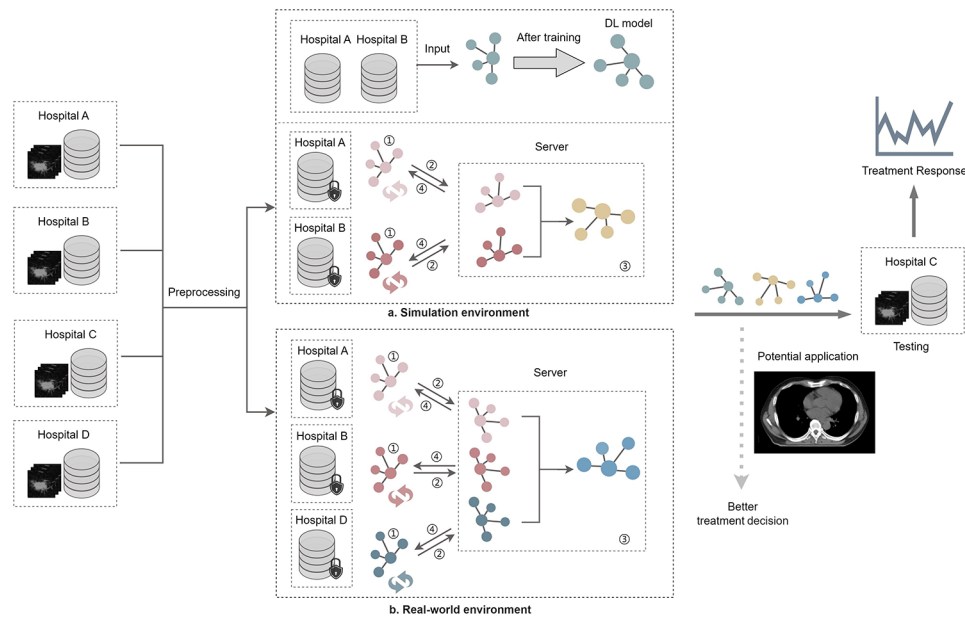 Hospital A
Hospital B
Hospital C
Hospital D
Preprocessing
Hospital A Hospital B
Input
After training
DL model
Hospital A
①
②
④
Server
Hospital B
①
④
②
③
a. Simulation environment
Hospital A
①
②
④
Server
Hospital B
①
④
②
Hospital D
①
④
②
③
b. Real-world environment
Treatment Response
Hospital C
Testing
Potential application
Better
treatment decision